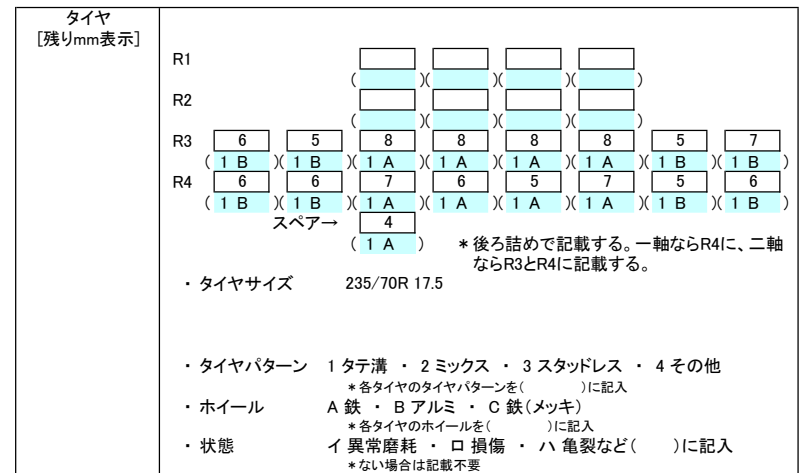 タイヤ
[残りmm表示]
R1
( )( )( )( )
R2
( )( )( )( )
R3 6 5 8 8 8 8 5 7
( 1 B )( 1 B )( 1 A )( 1 A )( 1 A )( 1 A )( 1 B )( 1 B )
R4 6 6 7 6 5 7 5 6
( 1 B )( 1 B )( 1 A )( 1 A )( 1 A )( 1 A )( 1 B )( 1 B )
スペア→ 4
( 1 A ) *後ろ詰めで記載する。一軸ならR4に、二軸
ならR3とR4に記載する。
・タイヤサイズ 235/70R 17.5
・タイヤパターン 1 タテ溝 ・ 2 ミックス ・ 3 スタッドレス ・ 4 その他
*各タイヤのタイヤパターンを( )に記入
・ホイール A 鉄 ・ B アルミ ・ C 鉄(メッキ)
*各タイヤのホイールを( )に記入
・状態 イ 異常磨耗 ・ ロ 損傷 ・ ハ 亀裂など( )に記入
*ない場合は記載不要